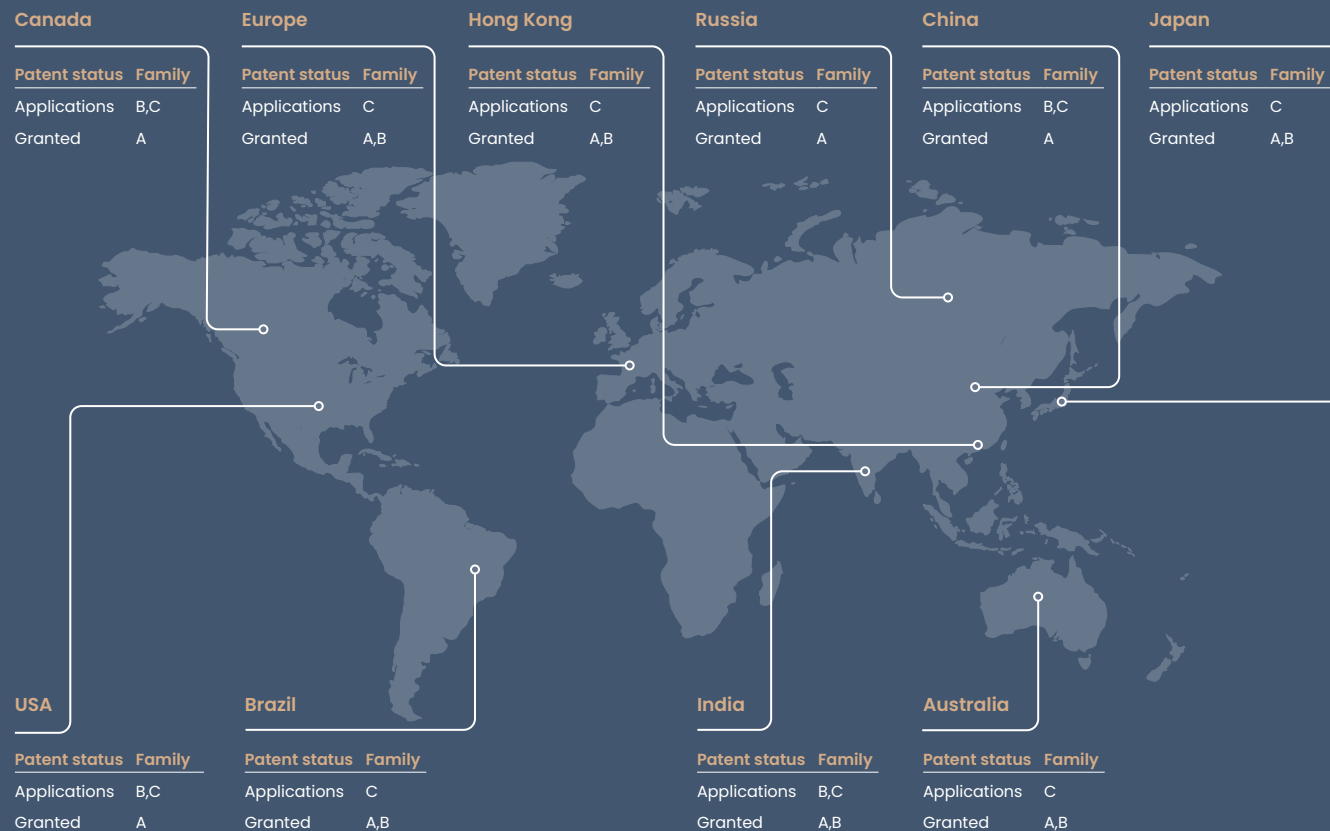 Canada
Patent status Family
Applications B,C
Granted A
Europe
Patent status Family
Applications C
Granted A,B
Hong Kong
Patent status Family
Applications C
Granted A,B
Russia
Patent status Family
Applications C
Granted A
China
Patent status Family
Applications B,C
Granted A
Japan
Patent status Family
Applications C
Granted A,B
USA
Patent status Family
Applications B,C
Granted A
Brazil
Patent status Family
Applications C
Granted A,B
India
Patent status Family
Applications B,C
Granted A,B
Australia
Patent status Family
Applications C
Granted A,B